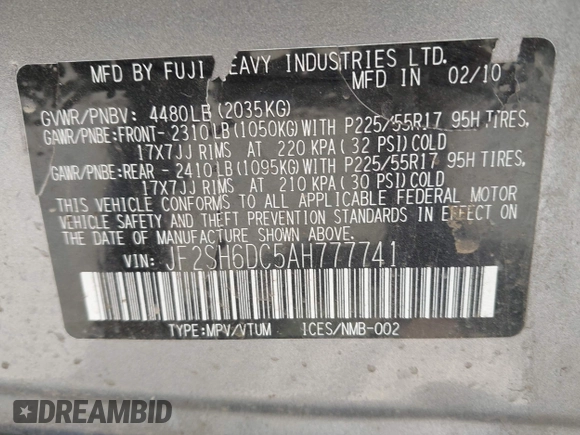 MFD BY FUJI HEAVY INDUSTRIES LTD.
MFD IN 02/10
GVWR/PNBV: 4480LB (2035KG)
GAWR/PNBE:FRONT- 2310LB(1050KG)WITH P225/55R17 95H TIRES,
17X7JJ RIMS AT 220 KPA( 32 PSI)COLD
GAWR/PNBE:REAR - 2410LB(1095KG)WITH P225/55R17 95H TIRES,
17X7JJ RIMS AT 210 KPA( 30 PSI)COLD
THIS VEHICLE CONFORMS TO ALL APPLICABLE FEDERAL MOTOR
VEHICLE SAFETY AND THEFT PREVENTION STANDARDS IN EFFECT ON
THE DATE OF MANUFACTURE SHOWN ABOVE.
VIN: JF2SH6DC5AH777741
TYPE:MPV/VTUM ICES/NMB-002
DREAMBID